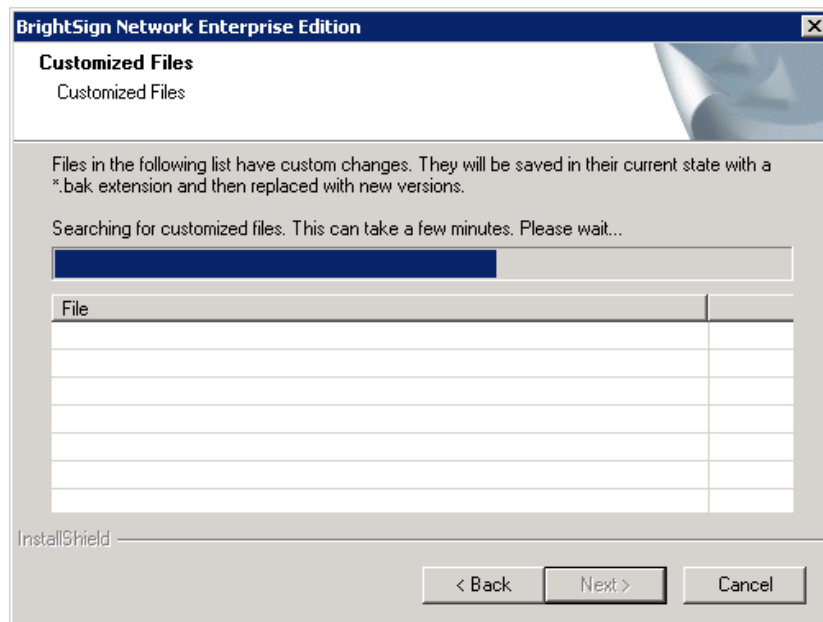 BrightSign Network Enterprise Edition
Customized Files
Customized Files
Files in the following list have custom changes. They will be saved in their current state with a
*.bak extension and then replaced with new versions.
Searching for customized files. This can take a few minutes. Please wait...
File
InstallShield
< Back
Next >
Cancel